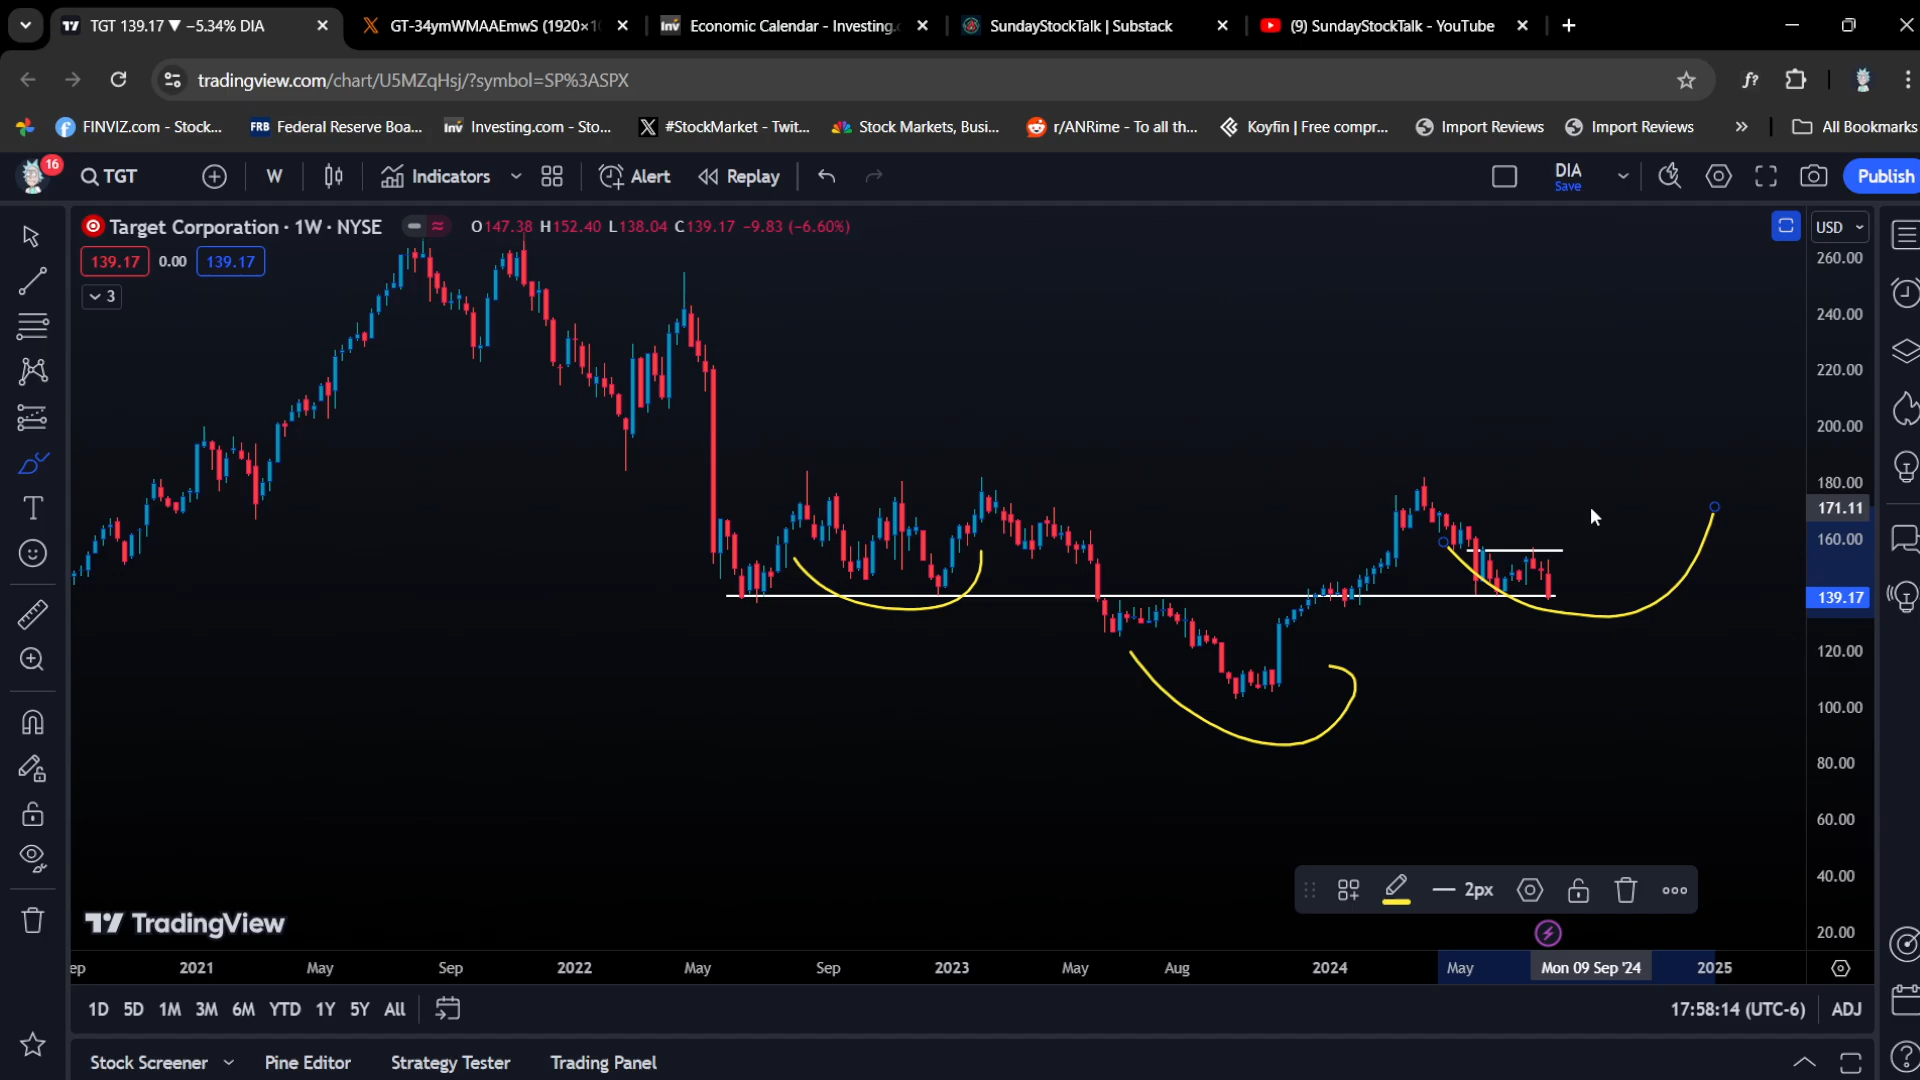 TGT 139.17 ▼ −5.34% DIA
GT-34ymWMAAEmwS (1920×1
Economic Calendar - Investing.
SundayStockTalk | Substack
(9) SundayStockTalk - YouTube
tradingview.com/chart/U5MZqHsj/?symbol=SP%3ASPX
FINVIZ.com - Stock...
FRB Federal Reserve Boa...
Inv Investing.com - Sto...
#StockMarket - Twit...
Stock Markets, Busi...
r/ANRime - To all th...
Koyfin | Free compr...
Import Reviews
Import Reviews
» All Bookmarks
16
TGT
W
Indicators
Alert
Replay
DIA
Save
Publish
Target Corporation · 1W · NYSE
O147.38 H152.40 L138.04 C139.17 −9.83 (−6.60%)
USD
139.17 0.00 139.17
3
260.00
240.00
220.00
200.00
180.00
171.11
160.00
139.17
120.00
100.00
80.00
60.00
40.00
20.00
2px
TradingView
ep 2021 May Sep 2022 May Sep 2023 May Aug 2024 May Mon 09 Sep '24 2025
1D 5D 1M 3M 6M YTD 1Y 5Y All
17:58:14 (UTC-6) ADJ
Stock Screener Pine Editor Strategy Tester Trading Panel